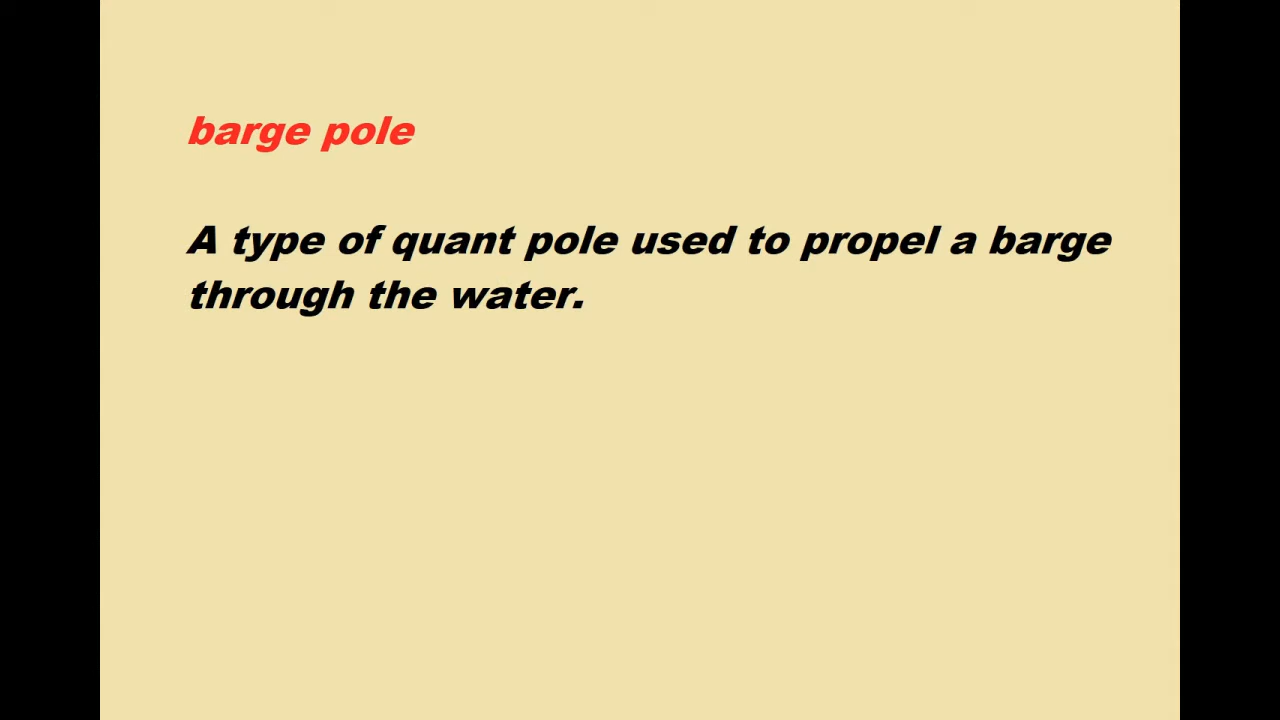 barge pole
A type of quant pole used to propel a barge
through the water.